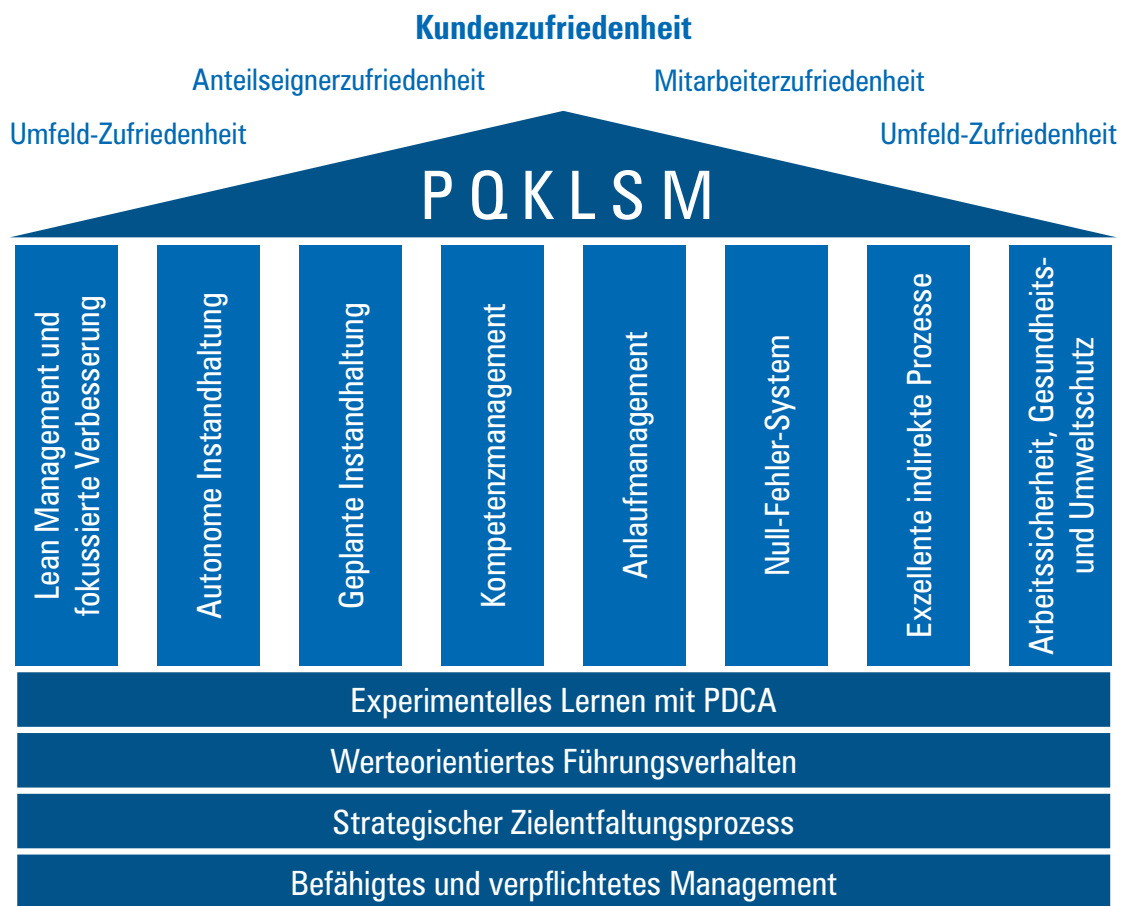 Kundenzufriedenheit
Anteilseignerzufriedenheit
Mitarbeiterzufriedenheit
Umfeld-Zufriedenheit
Umfeld-Zufriedenheit
PQKLSM
Lean Management und
fokussierte Verbesserung
Autonome Instandhaltung
Geplante Instandhaltung
Kompetenzmanagement
Anlaufmanagement
Null-Fehler-System
Exzellente indirekte Prozesse
Arbeitssicherheit, Gesundheits-
und Umweltschutz
Experimentelles Lernen mit PDCA
Werteorientiertes Führungsverhalten
Strategischer Zielentfaltungsprozess
Befähigtes und verpflichtetes Management